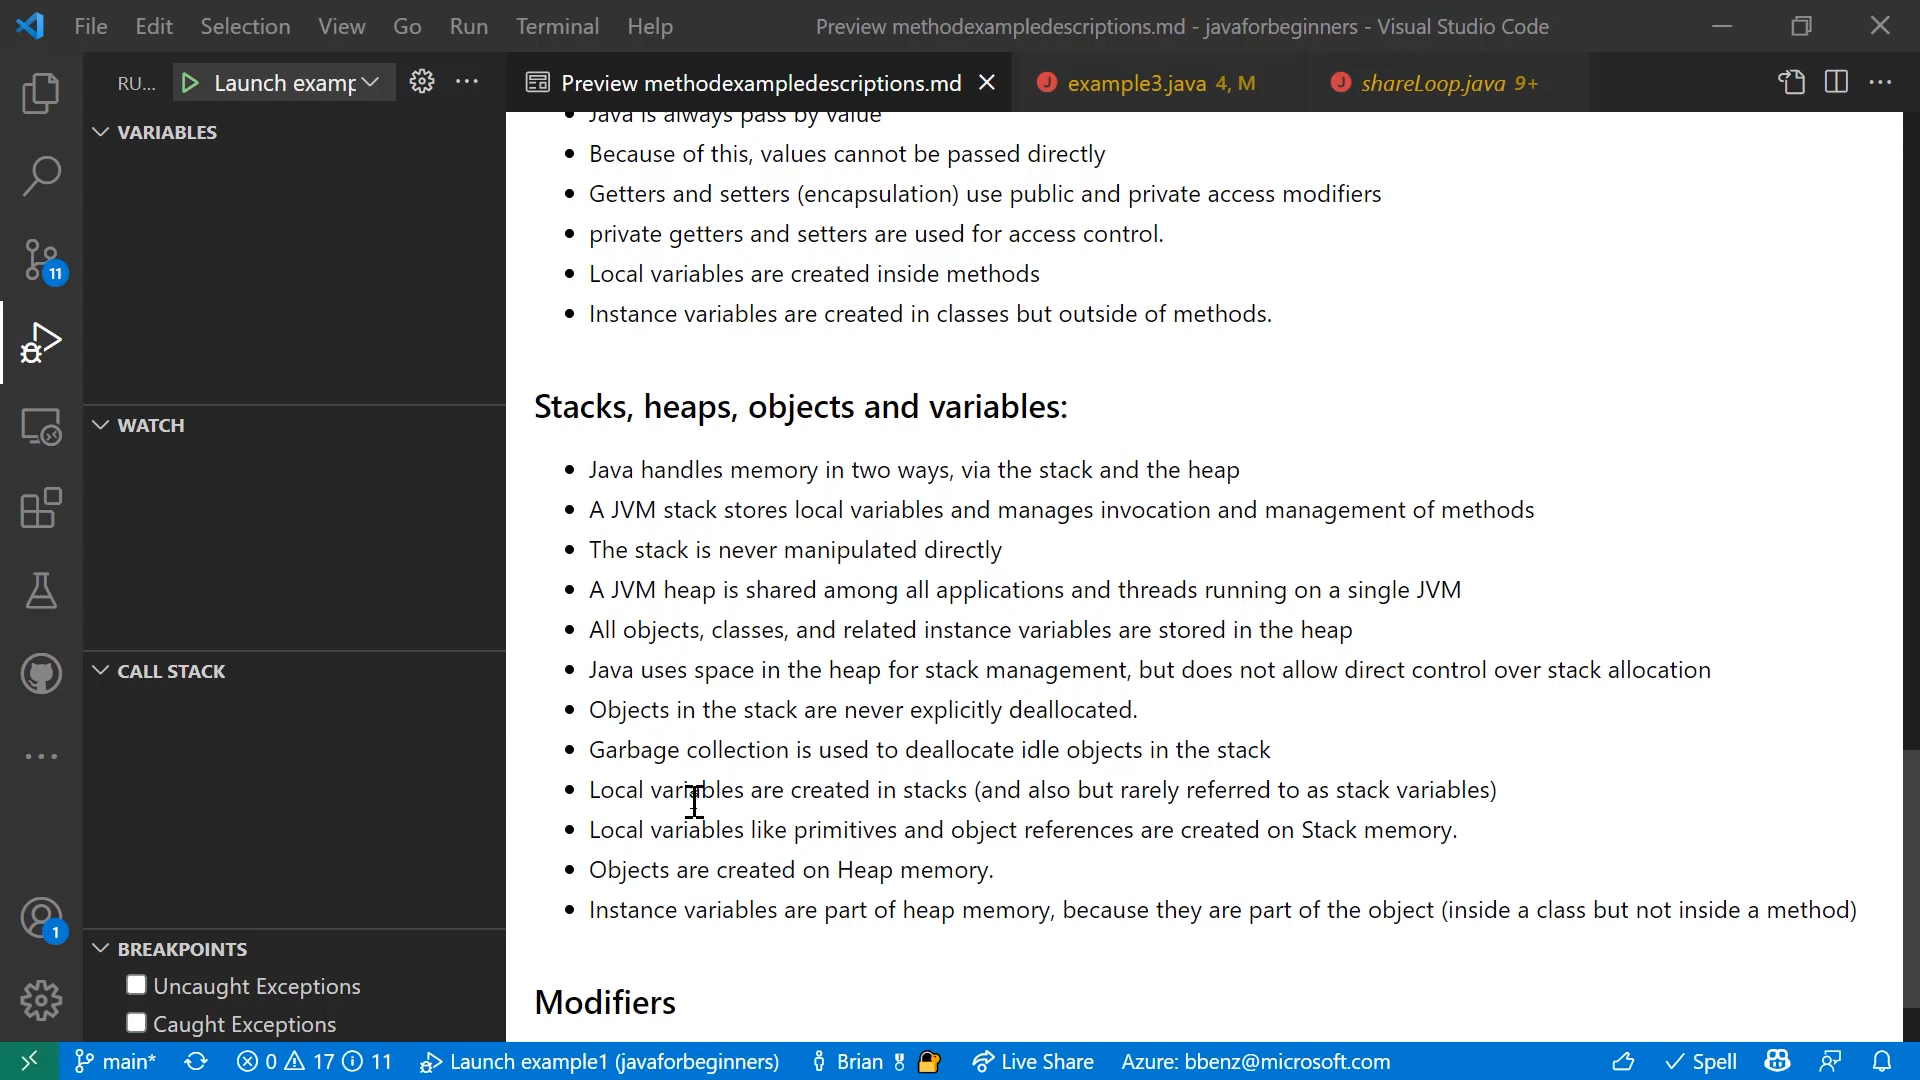 File Edit Selection View Go Run Terminal Help Preview methodexampledescriptions.md - javaforbeginners - Visual Studio Code
RU... Launch examp Preview methodexampledescriptions.md example3.java 4, M shareLoop.java 9+
VARIABLES
Java is always pass by value
Because of this, values cannot be passed directly
Getters and setters (encapsulation) use public and private access modifiers
private getters and setters are used for access control.
11
Local variables are created inside methods
Instance variables are created in classes but outside of methods.
Stacks, heaps, objects and variables:
WATCH
Java handles memory in two ways, via the stack and the heap
A JVM stack stores local variables and manages invocation and management of methods
The stack is never manipulated directly
A JVM heap is shared among all applications and threads running on a single JVM
All objects, classes, and related instance variables are stored in the heap
CALL STACK
Java uses space in the heap for stack management, but does not allow direct control over stack allocation
Objects in the stack are never explicitly deallocated.
Garbage collection is used to deallocate idle objects in the stack
Local variables are created in stacks (and also but rarely referred to as stack variables)
Local variables like primitives and object references are created on Stack memory.
Objects are created on Heap memory.
Instance variables are part of heap memory, because they are part of the object (inside a class but not inside a method)
1
BREAKPOINTS
Uncaught Exceptions
Caught Exceptions
Modifiers
main* 0 17 11 Launch example1 (javaforbeginners) Brian Live Share Azure: bbenz@microsoft.com Spell